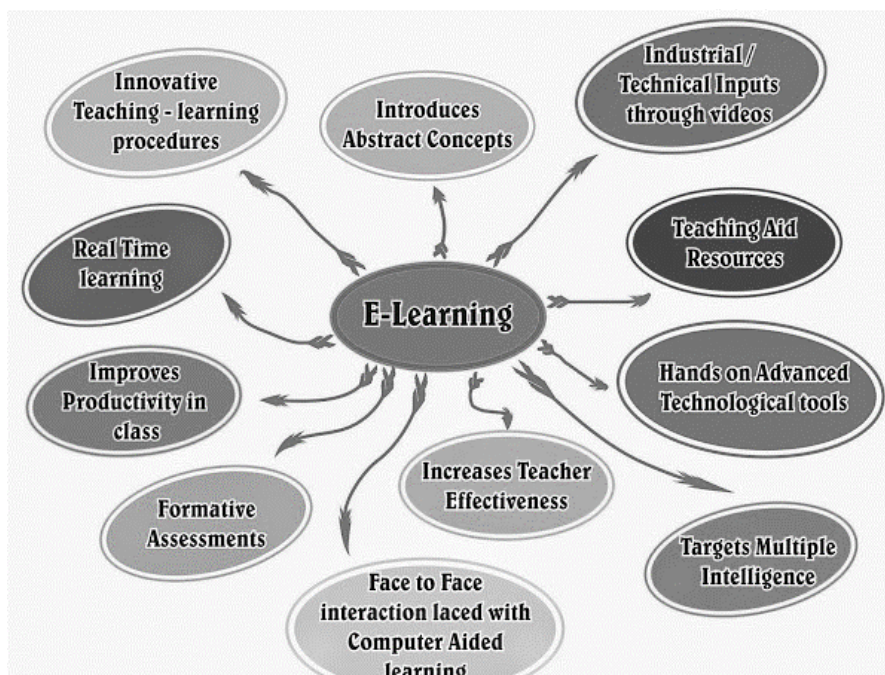 Innovative
Teaching - learning
procedures
Introduces
Abstract Concepts
Industrial /
Technical Inputs
through videos
Real Time
learning
Teaching Aid
Resources
E-Learning
Improves
Productivity in
class
Hands on Advanced
Technological tools
Formative
Assessments
Increases Teacher
Effectiveness
Targets Multiple
Intelligence
Face to Face
interaction laced with
Computer Aided
learning